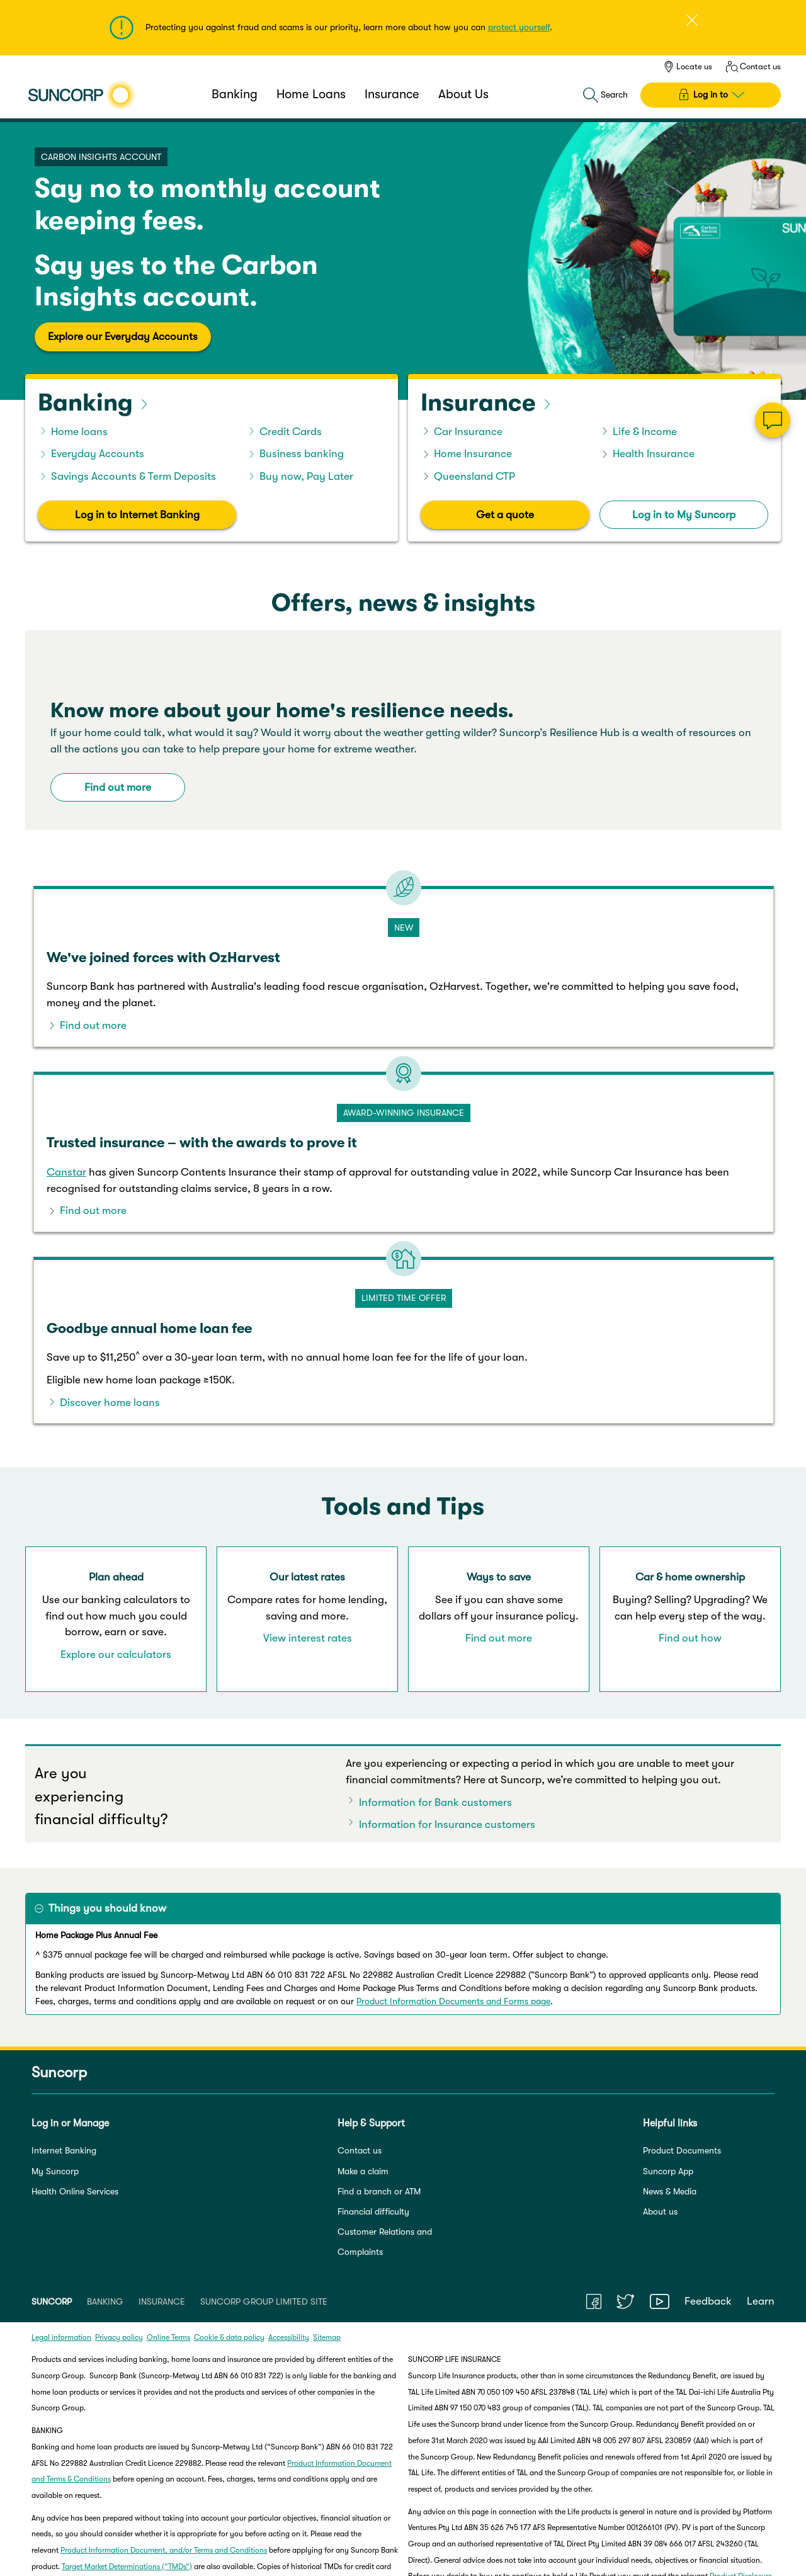 Protecting you against fraud and scams is our priority, learn more about how you can protect yourself.
Locate us
Contact us
SUNCORP
Banking
Home Loans
Insurance
About Us
Search
Log in to
CARBON INSIGHTS ACCOUNT
Say no to monthly account
keeping fees.
Say yes to the Carbon
Insights account.
Explore our Everyday Accounts
Carbon
Neutral
SUN
Banking
Home loans
Everyday Accounts
Savings Accounts & Term Deposits
Credit Cards
Business banking
Buy now, Pay Later
Log in to Internet Banking
Insurance
Car Insurance
Home Insurance
Queensland CTP
Life & Income
Health Insurance
Get a quote
Log in to My Suncorp
Offers, news & insights
Know more about your home's resilience needs.
If your home could talk, what would it say? Would it worry about the weather getting wilder? Suncorp's Resilience Hub is a wealth of resources on
all the actions you can take to help prepare your home for extreme weather.
Find out more
NEW
We've joined forces with OzHarvest
Suncorp Bank has partnered with Australia's leading food rescue organisation, OzHarvest. Together, we're committed to helping you save food,
money and the planet.
Find out more
AWARD-WINNING INSURANCE
Trusted insurance – with the awards to prove it
Canstar has given Suncorp Contents Insurance their stamp of approval for outstanding value in 2022, while Suncorp Car Insurance has been
recognised for outstanding claims service, 8 years in a row.
Find out more
LIMITED TIME OFFER
Goodbye annual home loan fee
Save up to $11,250^ over a 30-year loan term, with no annual home loan fee for the life of your loan.
Eligible new home loan package ≥150K.
Discover home loans
Tools and Tips
Plan ahead
Use our banking calculators to
find out how much you could
borrow, earn or save.
Explore our calculators
Our latest rates
Compare rates for home lending,
saving and more.
View interest rates
Ways to save
See if you can shave some
dollars off your insurance policy.
Find out more
Car & home ownership
Buying? Selling? Upgrading? We
can help every step of the way.
Find out how
Are you
experiencing
financial difficulty?
Are you experiencing or expecting a period in which you are unable to meet your
financial commitments? Here at Suncorp, we're committed to helping you out.
Information for Bank customers
Information for Insurance customers
Things you should know
Home Package Plus Annual Fee
^ $375 annual package fee will be charged and reimbursed while package is active. Savings based on 30-year loan term. Offer subject to change.
Banking products are issued by Suncorp-Metway Ltd ABN 66 010 831 722 AFSL No 229882 Australian Credit Licence 229882 ("Suncorp Bank") to approved applicants only. Please read
the relevant Product Information Document, Lending Fees and Charges and Home Package Plus Terms and Conditions before making a decision regarding any Suncorp Bank products.
Fees, charges, terms and conditions apply and are available on request or on our Product Information Documents and Forms page.
Suncorp
Log in or Manage
Internet Banking
My Suncorp
Health Online Services
Help & Support
Contact us
Make a claim
Find a branch or ATM
Financial difficulty
Customer Relations and
Complaints
Helpful links
Product Documents
Suncorp App
News & Media
About us
SUNCORP
BANKING
INSURANCE
SUNCORP GROUP LIMITED SITE
Feedback
Learn
Legal information Privacy policy Online Terms Cookie & data policy Accessibility Sitemap
Products and services including banking, home loans and insurance are provided by different entities of the
Suncorp Group. Suncorp Bank (Suncorp-Metway Ltd ABN 66 010 831 722) is only liable for the banking and
home loan products or services it provides and not the products and services of other companies in the
Suncorp Group.
BANKING
Banking and home loan products are issued by Suncorp-Metway Ltd ("Suncorp Bank") ABN 66 010 831 722
AFSL No 229882 Australian Credit Licence 229882. Please read the relevant Product Information Document
and Terms & Conditions before opening an account. Fees, charges, terms and conditions apply and are
available on request.
Any advice has been prepared without taking into account your particular objectives, financial situation or
needs, so you should consider whether it is appropriate for you before acting on it. Please read the
relevant Product Information Document, and/or Terms and Conditions before applying for any Suncorp Bank
product. Target Market Determinations ("TMDs") are also available. Copies of historical TMDs for credit card
SUNCORP LIFE INSURANCE
Suncorp Life Insurance products, other than in some circumstances the Redundancy Benefit, are issued by
TAL Life Limited ABN 70 050 109 450 AFSL 237848 (TAL Life) which is part of the TAL Dai-ichi Life Australia Pty
Limited ABN 97 150 070 483 group of companies (TAL). TAL companies are not part of the Suncorp Group. TAL
Life uses the Suncorp brand under licence from the Suncorp Group. Redundancy Benefit provided on or
before 31st March 2020 was issued by AAI Limited ABN 48 005 297 807 AFSL 230859 (AAI) which is part of
the Suncorp Group. New Redundancy Benefit policies and renewals offered from 1st April 2020 are issued by
TAL Life. The different entities of TAL and the Suncorp Group of companies are not responsible for, or liable in
respect of, products and services provided by the other.
Any advice on this page in connection with the Life products is general in nature and is provided by Platform
Ventures Pty Ltd ABN 35 626 745 177 AFS Representative Number 001266101 (PV). PV is part of the Suncorp
Group and an authorised representative of TAL Direct Pty Limited ABN 39 084 666 017 AFSL 243260 (TAL
Direct). General advice does not take into account your individual needs, objectives or financial situation.
Before you decide to buy or to continue to hold a Life Product you must read the relevant Product Disclosure